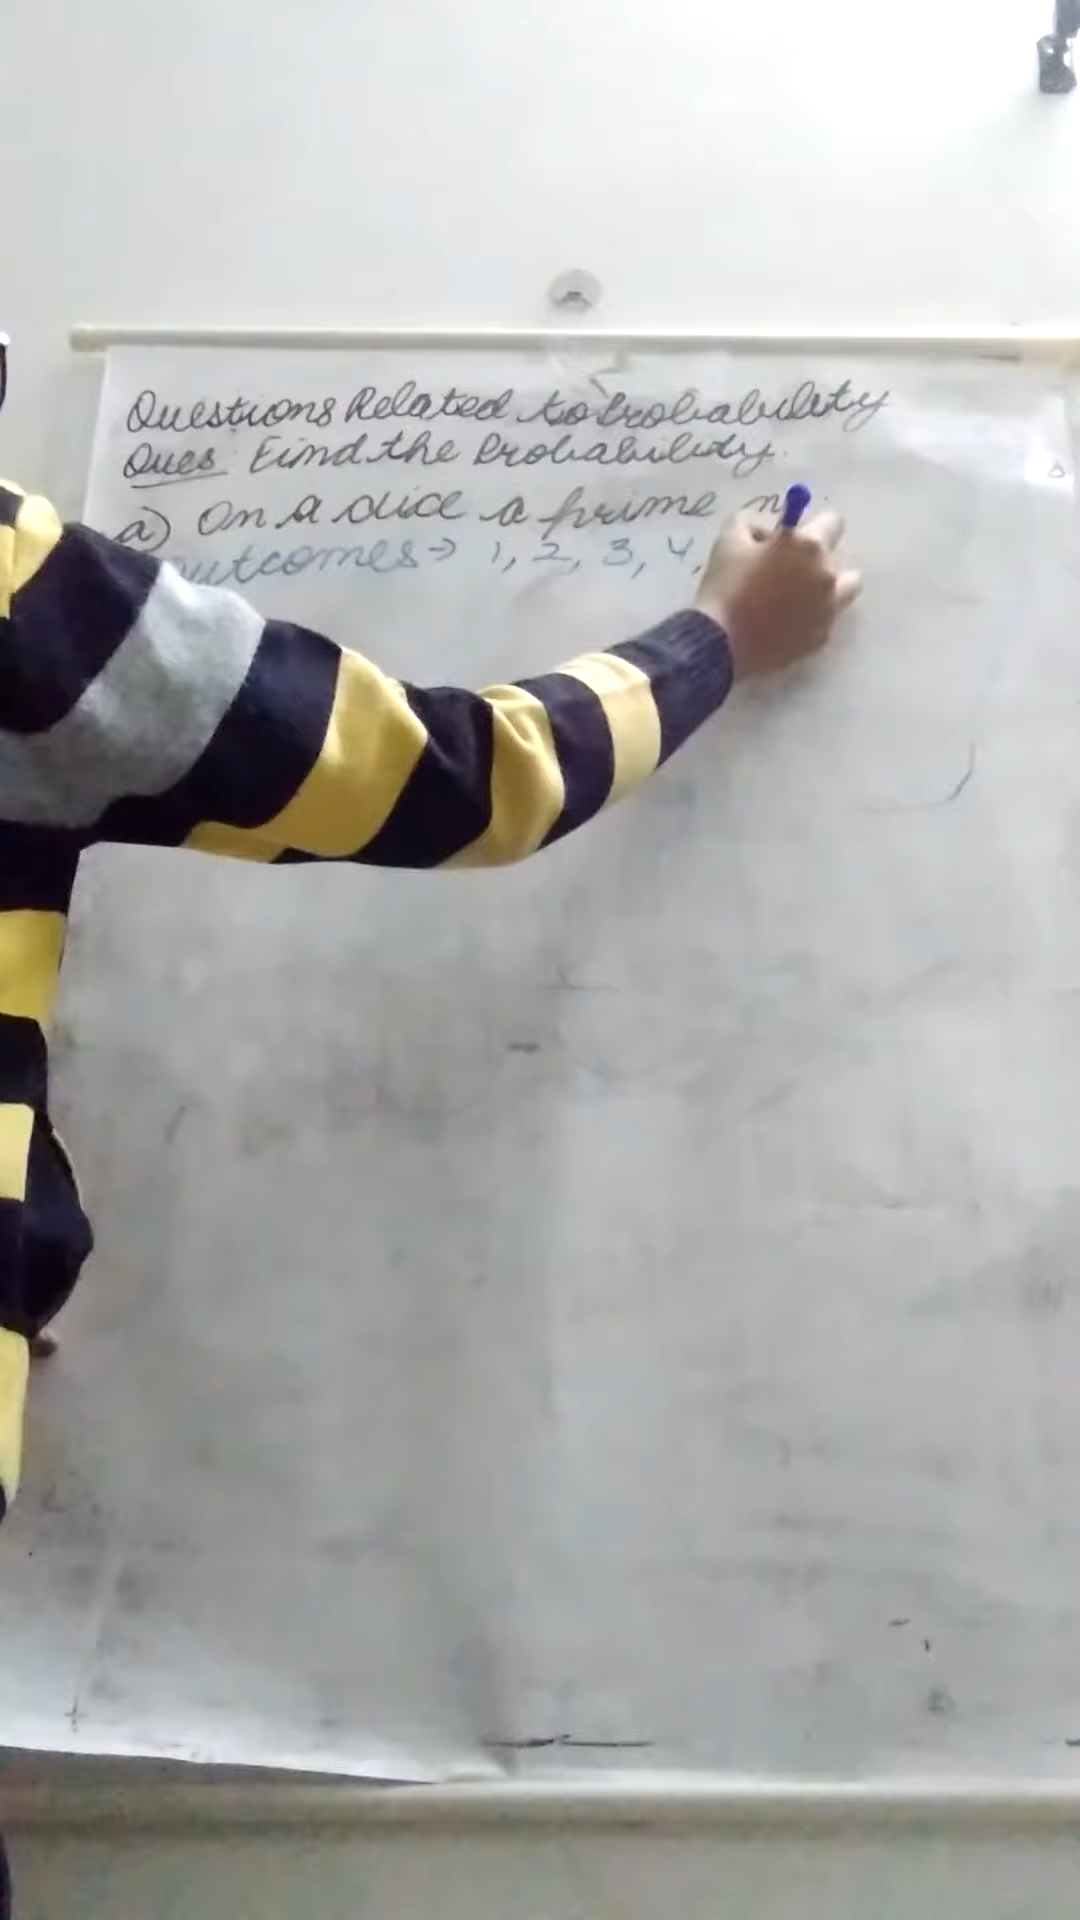 Questions Related to Probability
Ques Find the Probability.
a) On a dice a prime n
Outcomes → 1, 2, 3, 4,